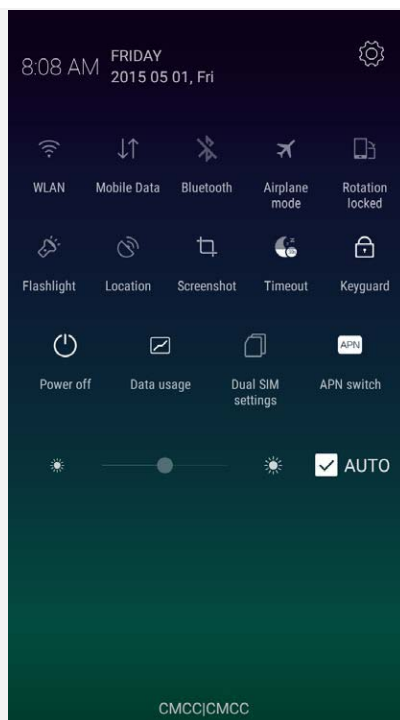 8:08 AM
FRIDAY
2015 05 01, Fri
WLAN
Mobile Data
Bluetooth
Airplane
mode
Rotation
locked
Flashlight
Location
Screenshot
Timeout
Keyguard
APN
Power off
Data usage
Dual SIM
settings
APN switch
AUTO
CMCC|CMCC